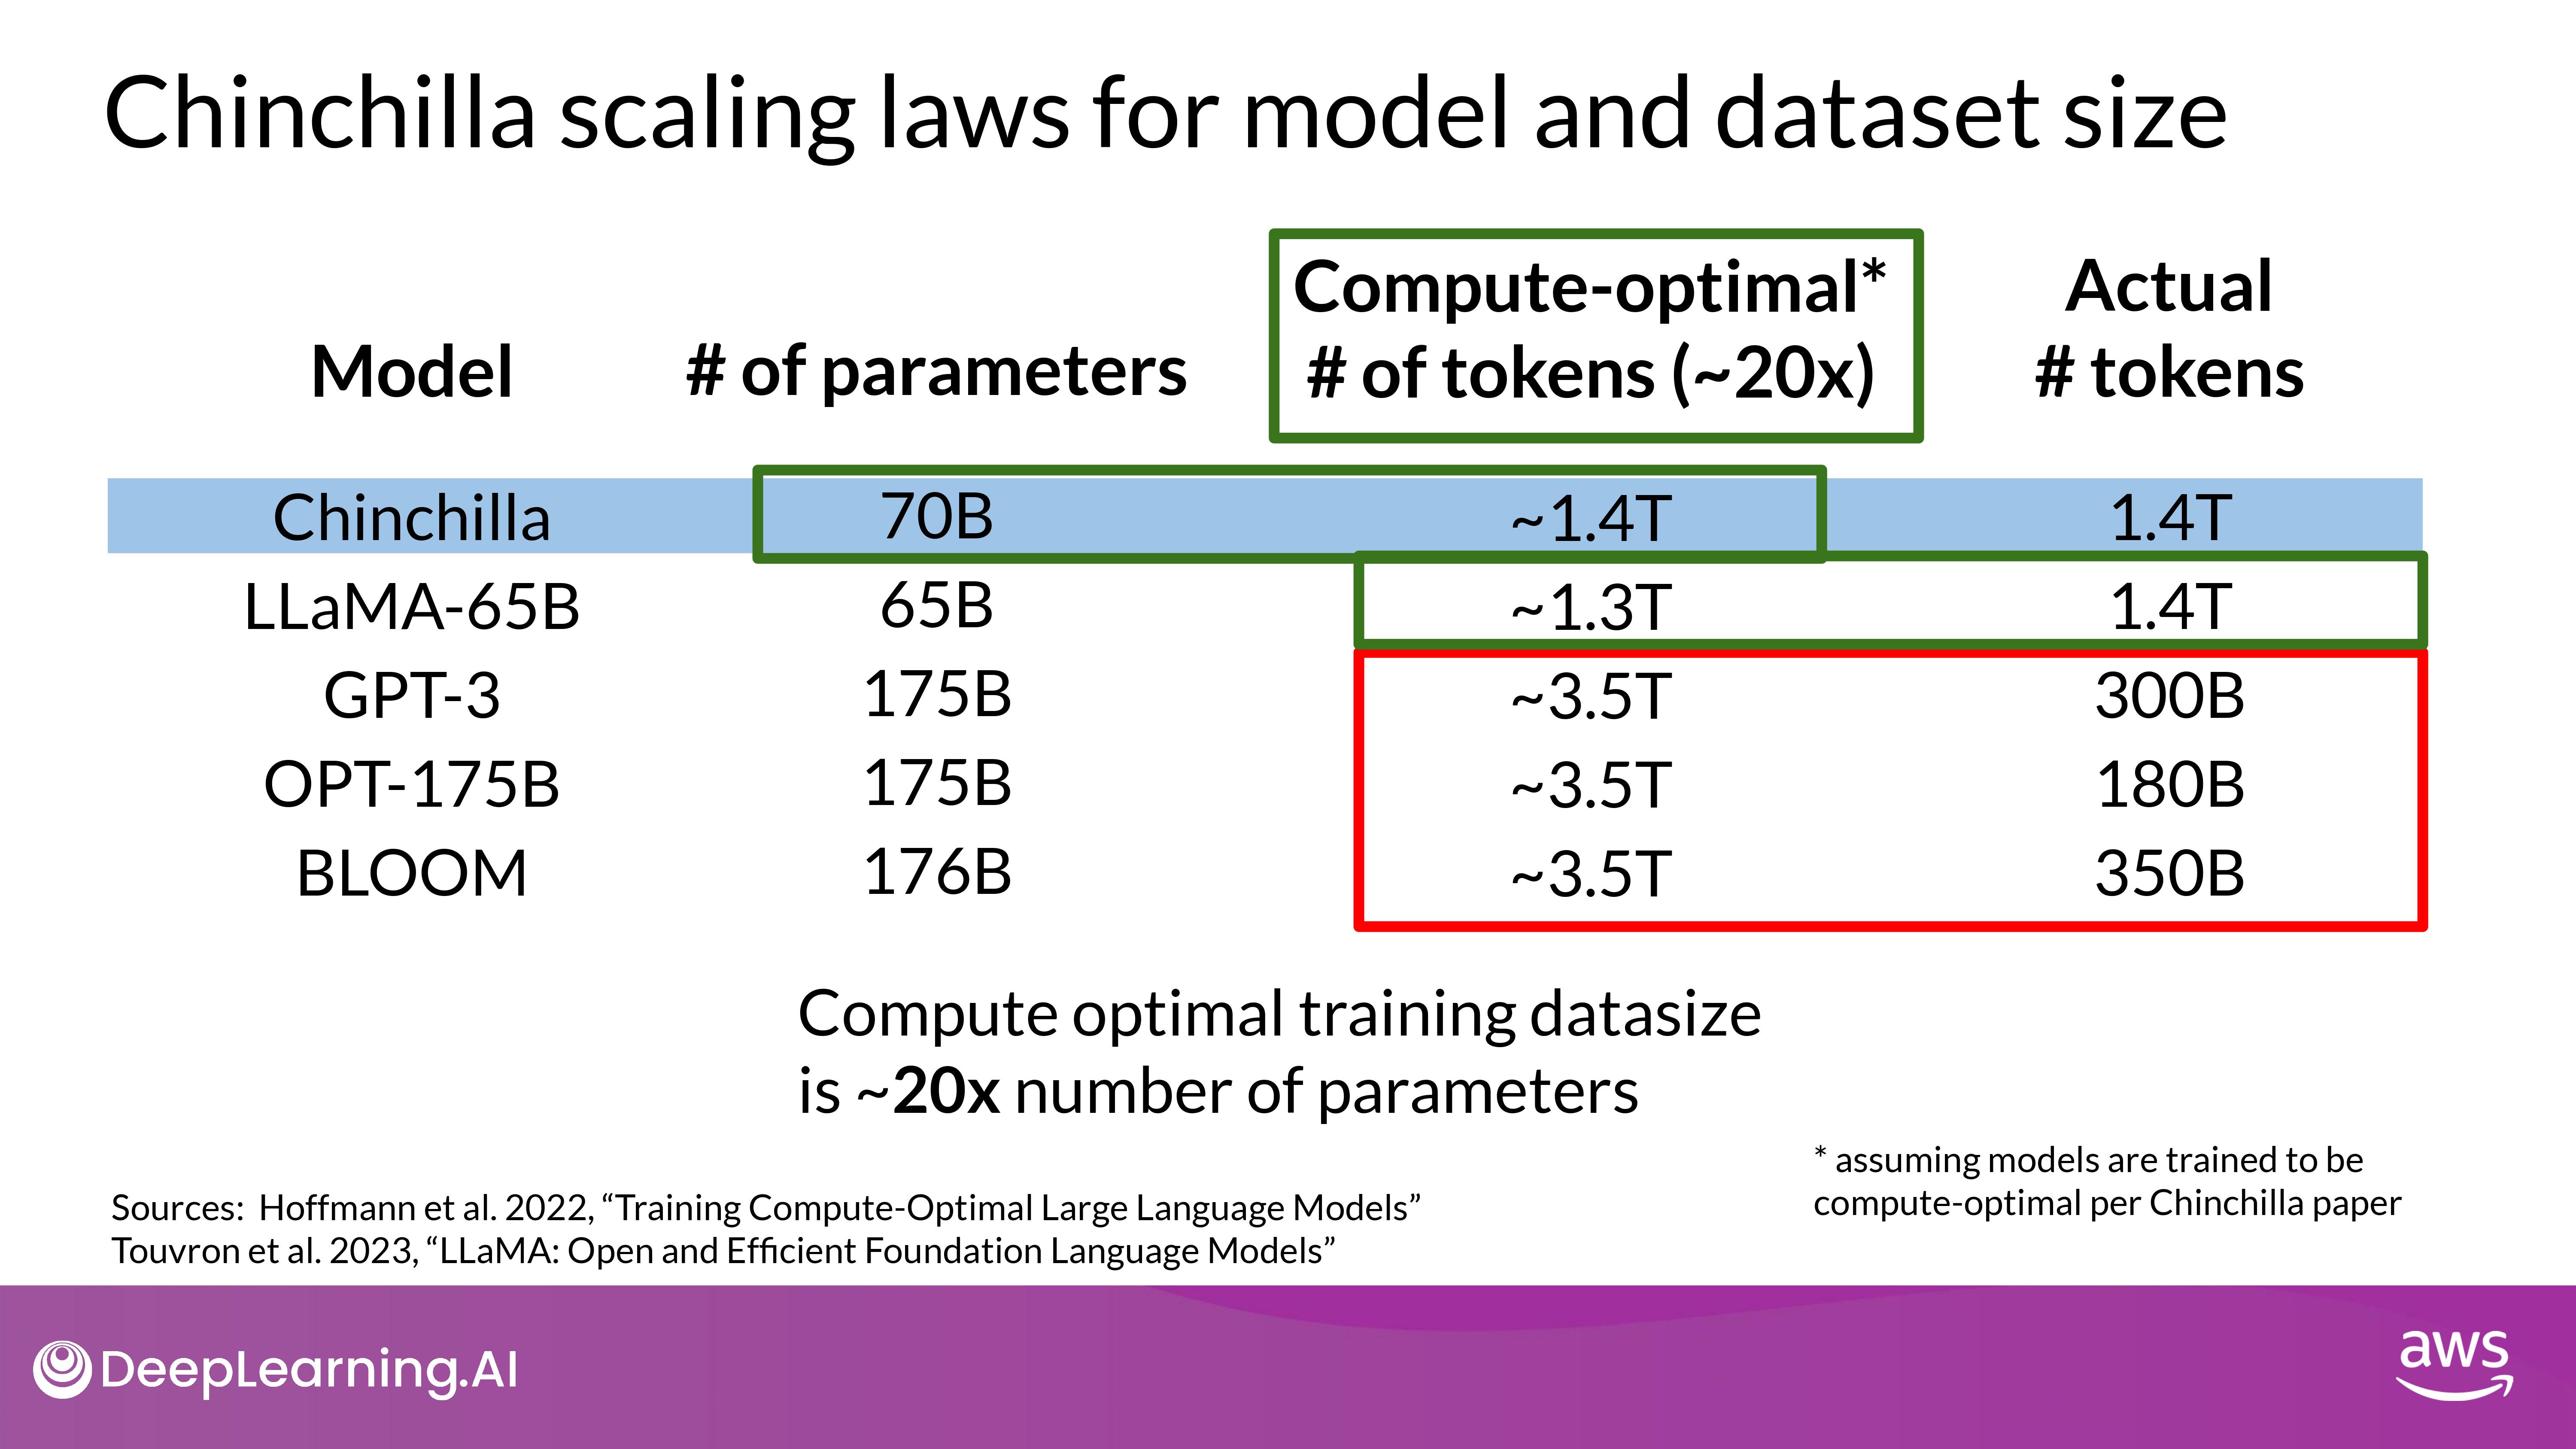 Chinchilla scaling laws for model and dataset size
Model # of parameters Compute-optimal* # of tokens (~20x) Actual # tokens
Chinchilla 70B ~1.4T 1.4T
LLaMA-65B 65B ~1.3T 1.4T
GPT-3 175B ~3.5T 300B
OPT-175B 175B ~3.5T 180B
BLOOM 176B ~3.5T 350B
Compute optimal training datasize
is ~20x number of parameters
* assuming models are trained to be
compute-optimal per Chinchilla paper
Sources: Hoffmann et al. 2022, “Training Compute-Optimal Large Language Models”
Touvron et al. 2023, “LLaMA: Open and Efficient Foundation Language Models”
DeepLearning.AI
aws